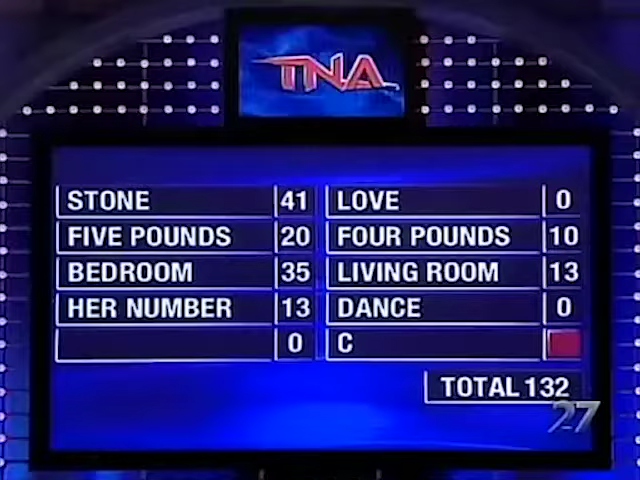 TNA
STONE 41 LOVE 0
FIVE POUNDS 20 FOUR POUNDS 10
BEDROOM 35 LIVING ROOM 13
HER NUMBER 13 DANCE 0
0 C
TOTAL 132
27